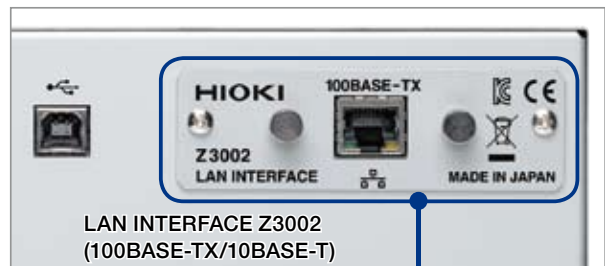 HIOKI
100BASE-TX
CE
Z3002
LAN INTERFACE
MADE IN JAPAN
LAN INTERFACE Z3002
(100BASE-TX/10BASE-T)